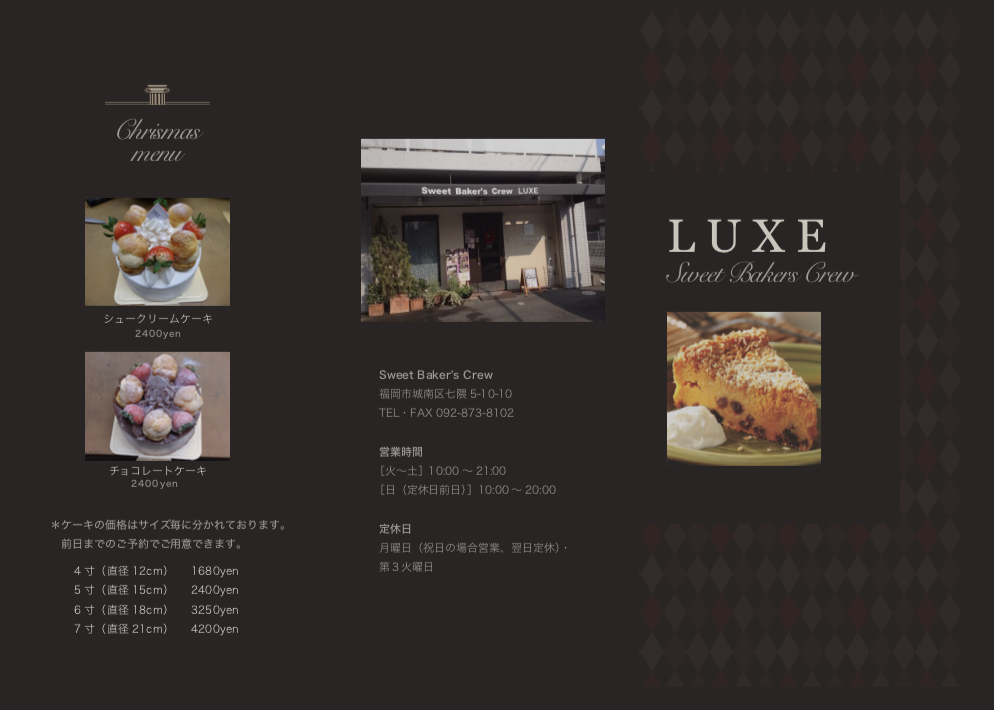 Chrismas
menu
シュークリームケーキ
2400yen
チョコレートケーキ
2400yen
＊ケーキの価格はサイズ毎に分かれております。
前日までのご予約でご用意できます。
4 寸（直径 12cm） 1680yen
5 寸（直径 15cm） 2400yen
6 寸（直径 18cm） 3250yen
7 寸（直径 21cm） 4200yen
Sweet Baker's Crew LUXE
Sweet Baker's Crew
福岡市城南区七隈 5-10-10
TEL・FAX 092-873-8102
営業時間
［火〜土］10:00 〜 21:00
［日（定休日前日）］10:00 〜 20:00
定休日
月曜日（祝日の場合営業、翌日定休）・
第３火曜日
LUXE
Sweet Bakers Crew